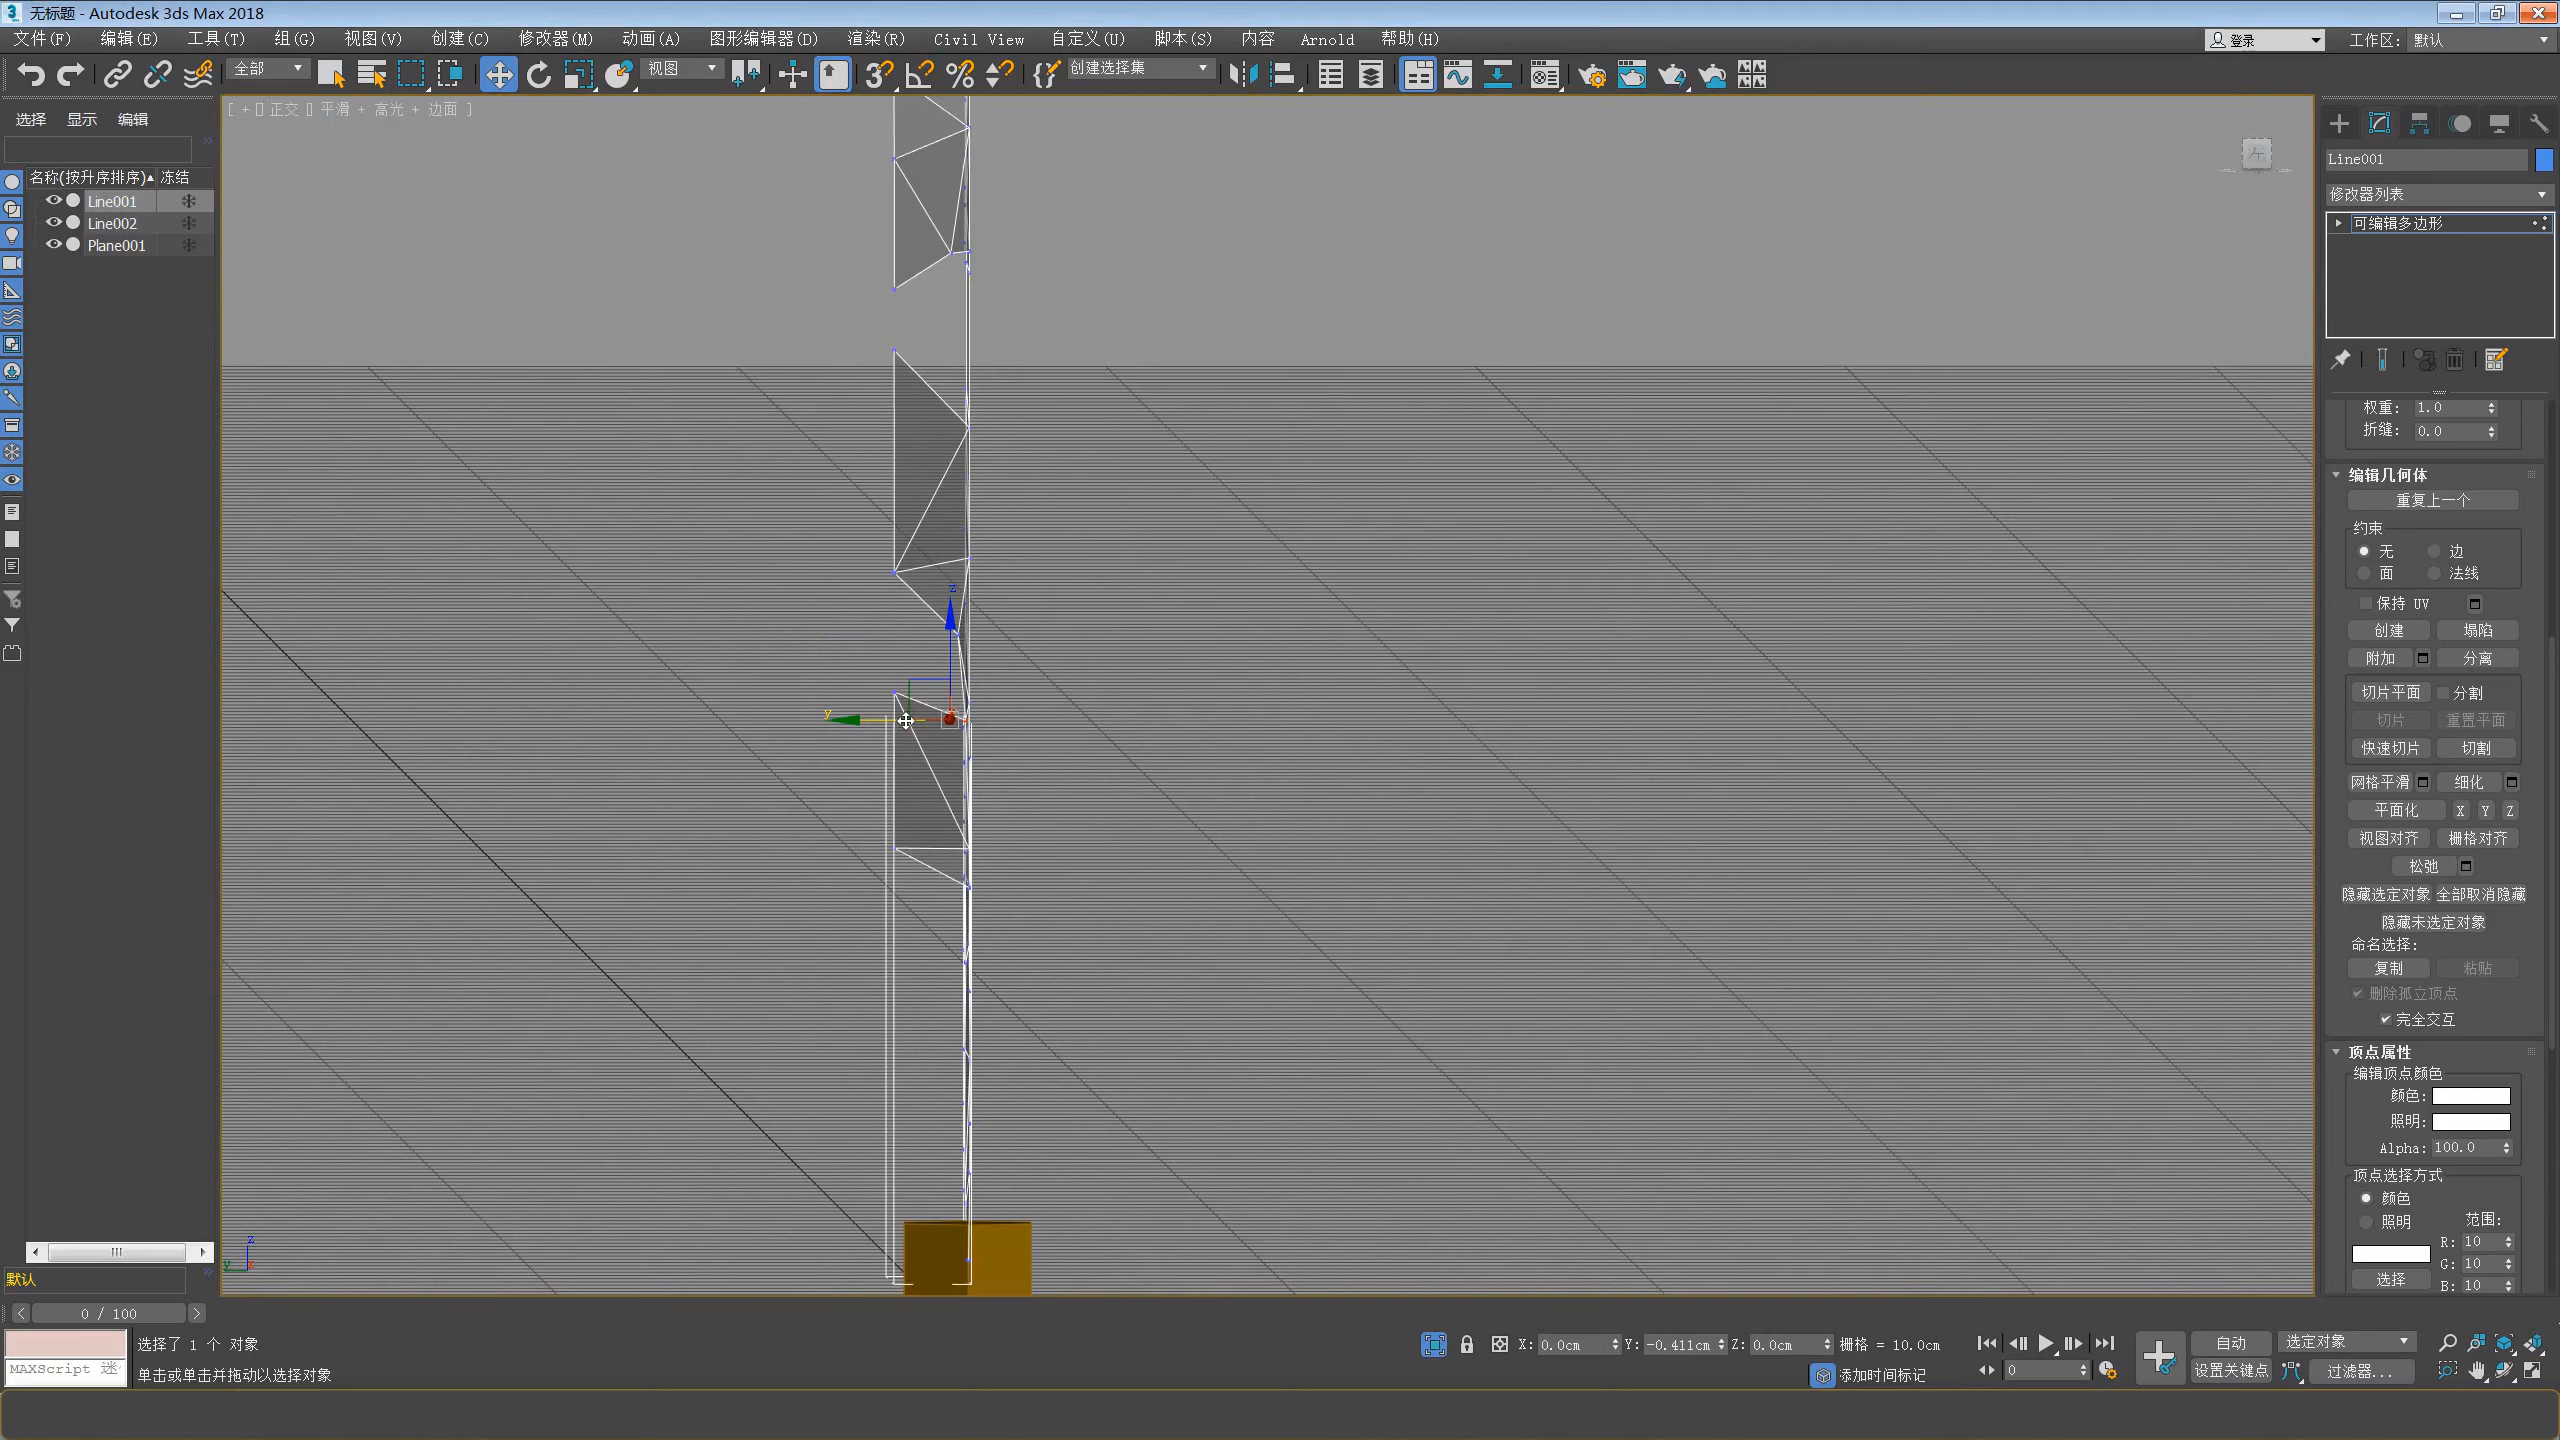 无标题 - Autodesk 3ds Max 2018
文件(F) 编辑(E) 工具(T) 组(G) 视图(V) 创建(C) 修改器(M) 动画(A) 图形编辑器(D) 渲染(R) Civil View 自定义(U) 脚本(S) 内容 Arnold 帮助(H) 登录 工作区: 默认
全部 视图 创建选择集
选择 显示 编辑
[ + [] 正交 [] 平滑 + 高光 + 边面 ]
名称(按升序排序) 冻结
Line001
Line002
Plane001
左
Line001
修改器列表
可编辑多边形
权重: 1.0
折缝: 0.0
编辑几何体
重复上一个
约束
无 边
面 法线
保持 UV
创建 塌陷
附加 分离
切片平面 分割
切片 重置平面
快速切片 切割
网格平滑 细化
平面化 X Y Z
视图对齐 栅格对齐
松弛
隐藏选定对象 全部取消隐藏
隐藏未选定对象
命名选择:
复制 粘贴
删除孤立顶点
完全交互
顶点属性
编辑顶点颜色
颜色:
照明:
Alpha: 100.0
顶点选择方式
颜色
照明 范围:
R: 10
G: 10
选择 B: 10
z
y
z
y
默认
0 / 100
选择了 1 个 对象
MAXScript 迷
单击或单击并拖动以选择对象
X: 0.0cm Y: -0.411cm Z: 0.0cm 栅格 = 10.0cm
添加时间标记
0
自动 选定对象
设置关键点 过滤器...